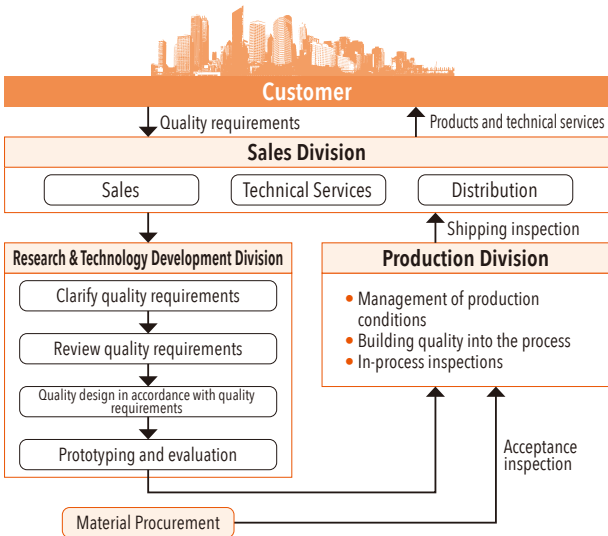 Customer
Quality requirements
Products and technical services
Sales Division
Sales
Technical Services
Distribution
Shipping inspection
Research & Technology Development Division
Clarify quality requirements
Review quality requirements
Quality design in accordance with quality
requirements
Prototyping and evaluation
Production Division
• Management of production
conditions
• Building quality into the process
• In-process inspections
Acceptance
inspection
Material Procurement